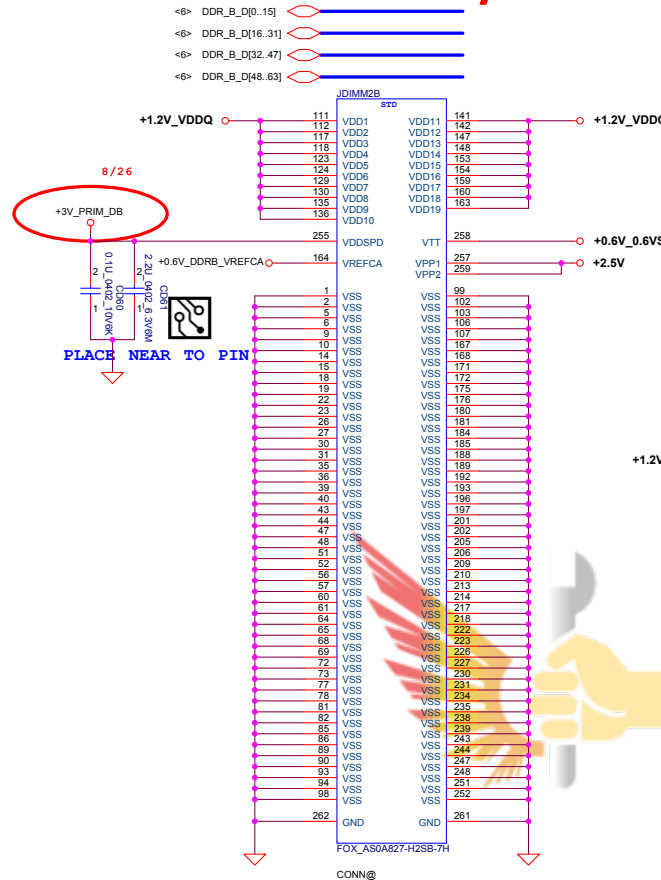 <6> DDR_B_D[0..15]
<6> DDR_B_D[16..31]
<6> DDR_B_D[32..47]
<6> DDR_B_D[48..63]
JDIMM2B
STD
+1.2V_VDDQ 111 VDD1 VDD11 141 +1.2V_VDDQ
112 VDD2 VDD12 142
117 VDD3 VDD13 147
118 VDD4 VDD14 148
123 VDD5 VDD15 153
124 VDD6 VDD16 154
129 VDD7 VDD17 159
130 VDD8 VDD18 160
135 VDD9 VDD19 163
136 VDD10
8/26
+3V_PRIM_DB
255 VDDSPD VTT 258 +0.6V_0.6VS
+0.6V_DDRB_VREFCA 164 VREFCA VPP1 257 +2.5V
VPP2 259
2 2
0.1U_0402_10V6K
CD60
2.2U_0402_6.3V6M
CD61
1 1
PLACE NEAR TO PIN
1 VSS VSS 99
2 VSS VSS 102
5 VSS VSS 103
6 VSS VSS 106
9 VSS VSS 107
10 VSS VSS 167
14 VSS VSS 168
15 VSS VSS 171
18 VSS VSS 172
19 VSS VSS 175
22 VSS VSS 176
23 VSS VSS 180
26 VSS VSS 181
27 VSS VSS 184
30 VSS VSS 185
31 VSS VSS 188
35 VSS VSS 189
36 VSS VSS 192
39 VSS VSS 193
40 VSS VSS 196
43 VSS VSS 197
44 VSS VSS 201
47 VSS VSS 202
48 VSS VSS 205
51 VSS VSS 206
52 VSS VSS 209
56 VSS VSS 210
57 VSS VSS 213
60 VSS VSS 214
61 VSS VSS 217
64 VSS VSS 218
65 VSS VSS 222
68 VSS VSS 223
69 VSS VSS 226
72 VSS VSS 227
73 VSS VSS 230
77 VSS VSS 231
78 VSS VSS 234
81 VSS VSS 235
82 VSS VSS 238
85 VSS VSS 239
86 VSS VSS 243
89 VSS VSS 244
90 VSS VSS 247
93 VSS VSS 248
94 VSS VSS 251
98 VSS VSS 252
262 GND GND 261
+1.2V
FOX_AS0A827-H2SB-7H
CONN@